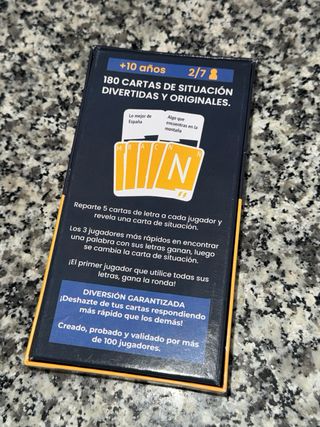 +10 años 2/7
180 CARTAS DE SITUACIÓN
DIVERTIDAS Y ORIGINALES.
Lo mejor de
España
Algo que
encuentras en la
montaña
N
Reparte 5 cartas de letra a cada jugador y
revela una carta de situación.
Los 3 jugadores más rápidos en encontrar
una palabra con sus letras ganan, luego
se cambia la carta de situación.
¡El primer jugador que utilice todas sus
letras, gana la ronda!
DIVERSIÓN GARANTIZADA
¡Deshazte de tus cartas respondiendo
más rápido que los demás!
Creado, probado y validado por más
de 100 jugadores.